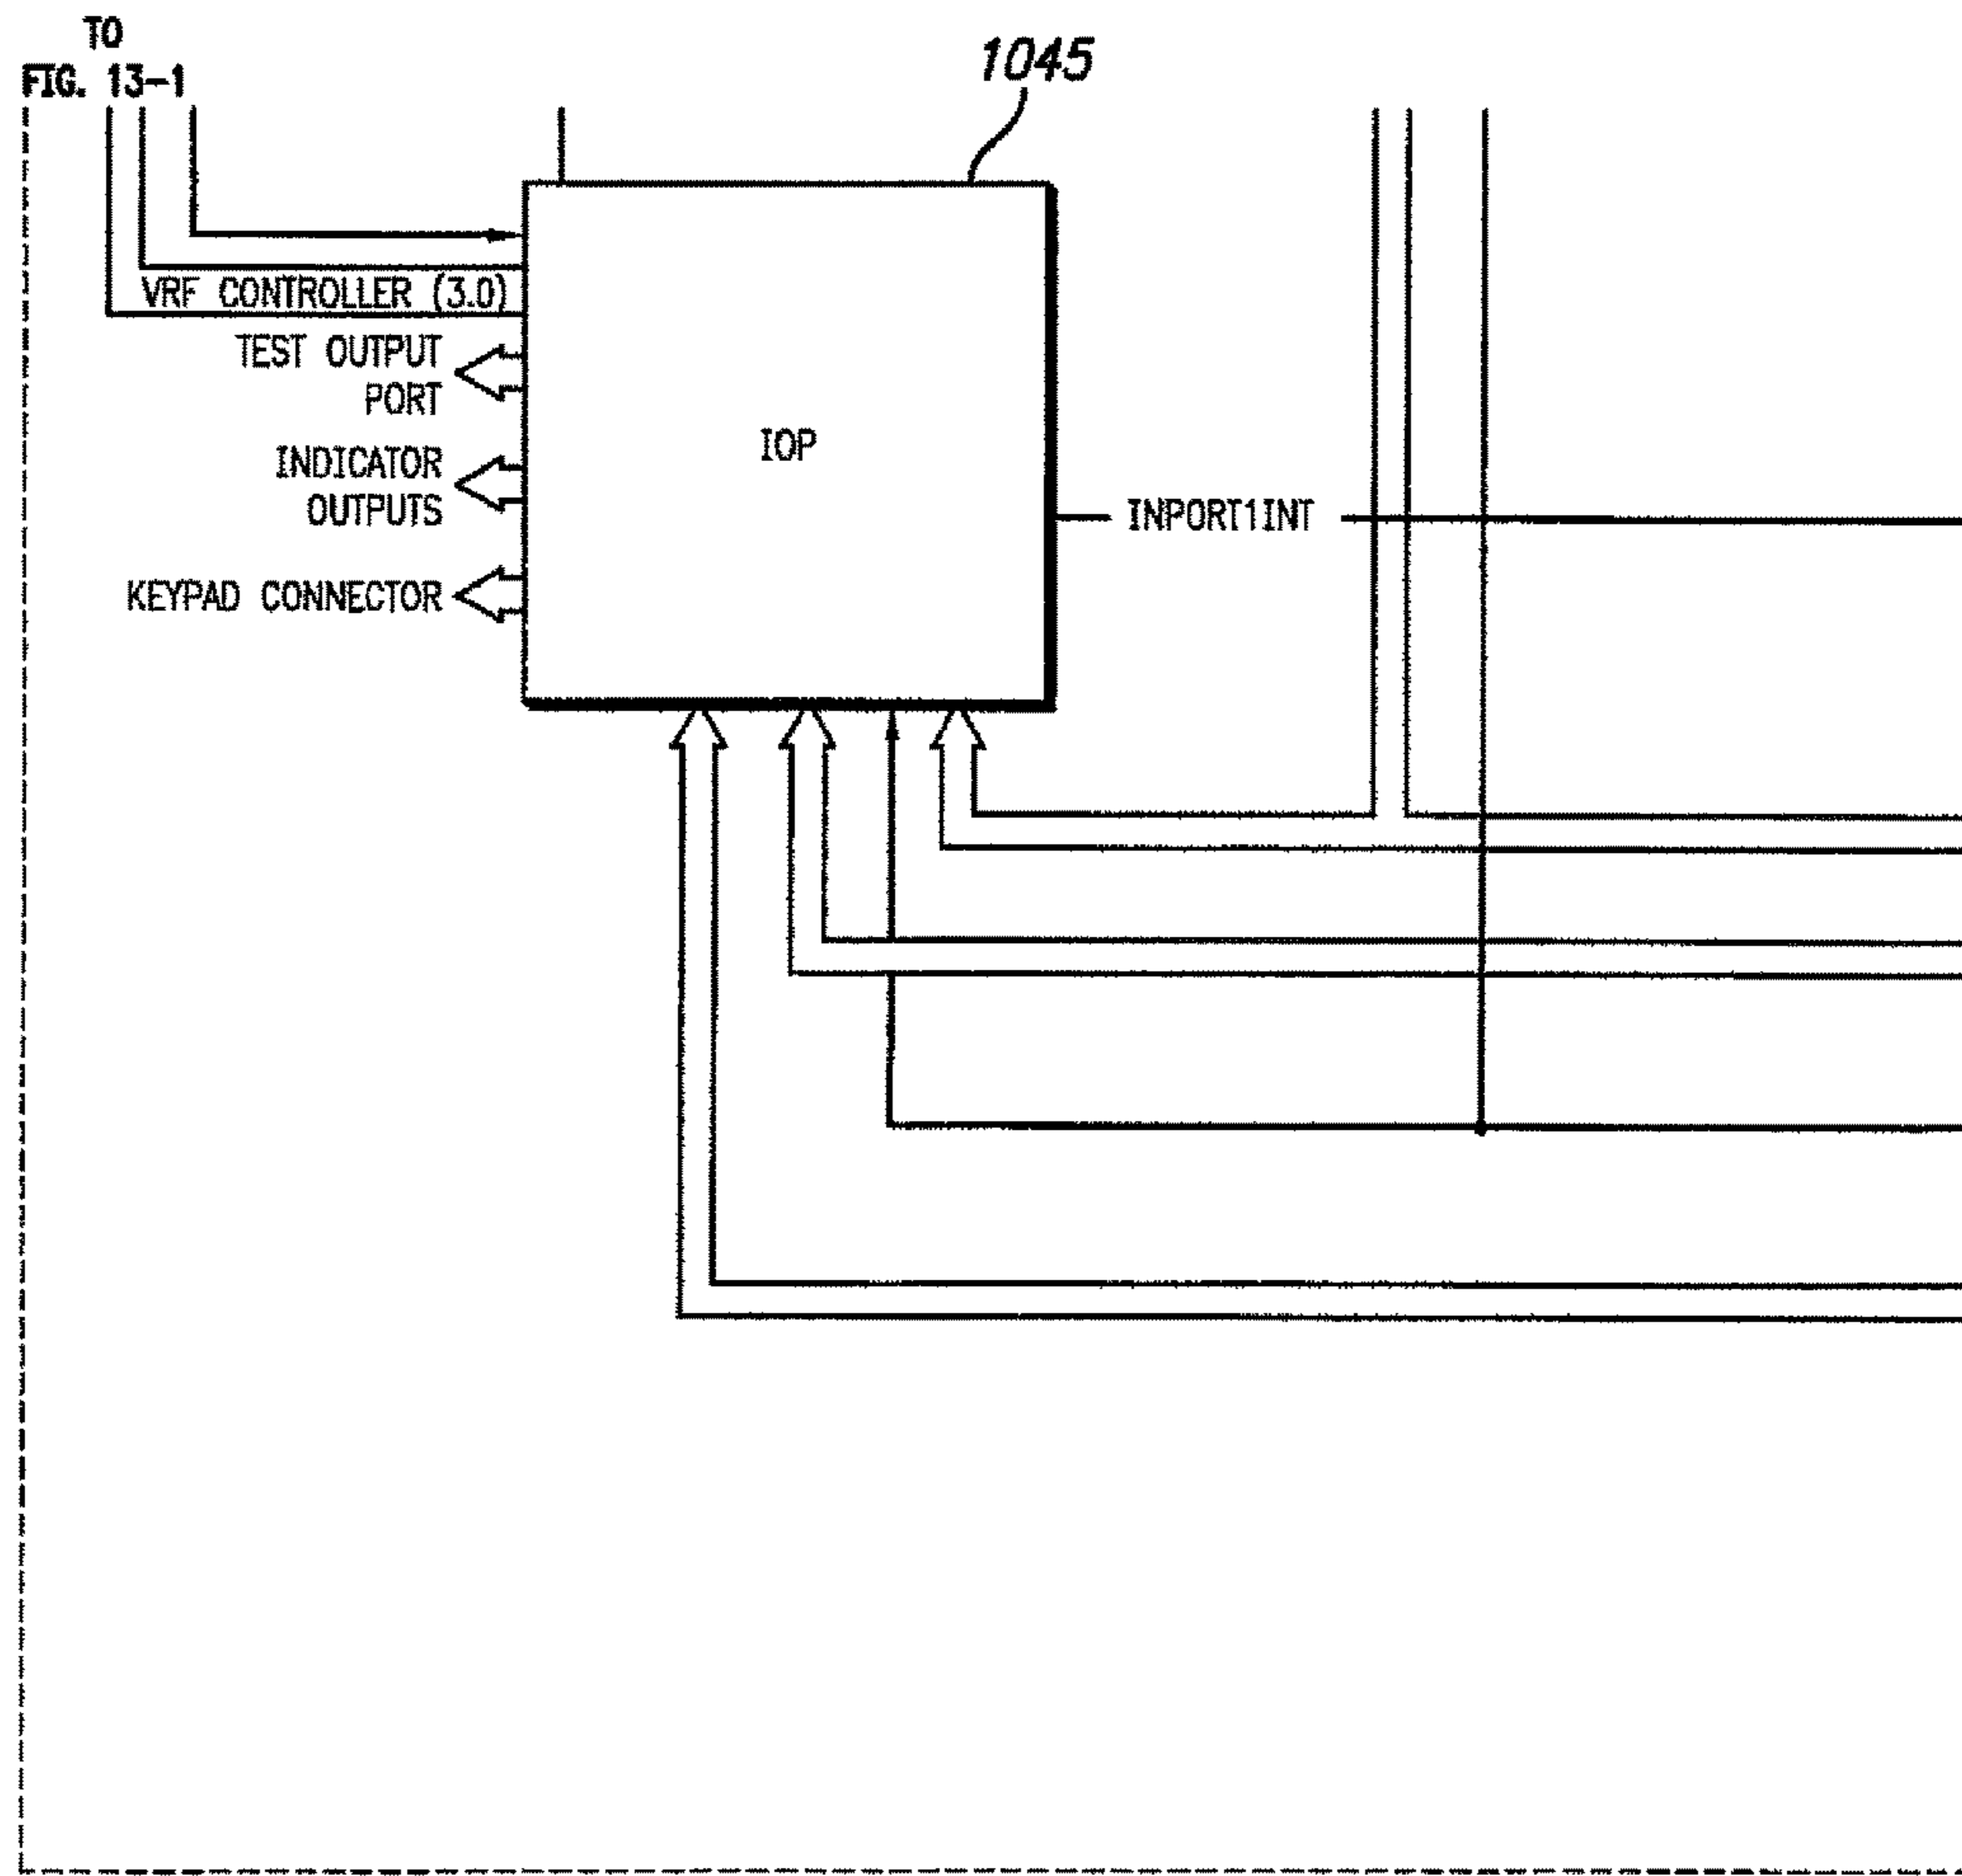 TO
FIG. 13-1
1045
VRF CONTROLLER (3.0)
TEST OUTPUT
PORT
IOP
INDICATOR
OUTPUTS
INPORT1INT
KEYPAD CONNECTOR